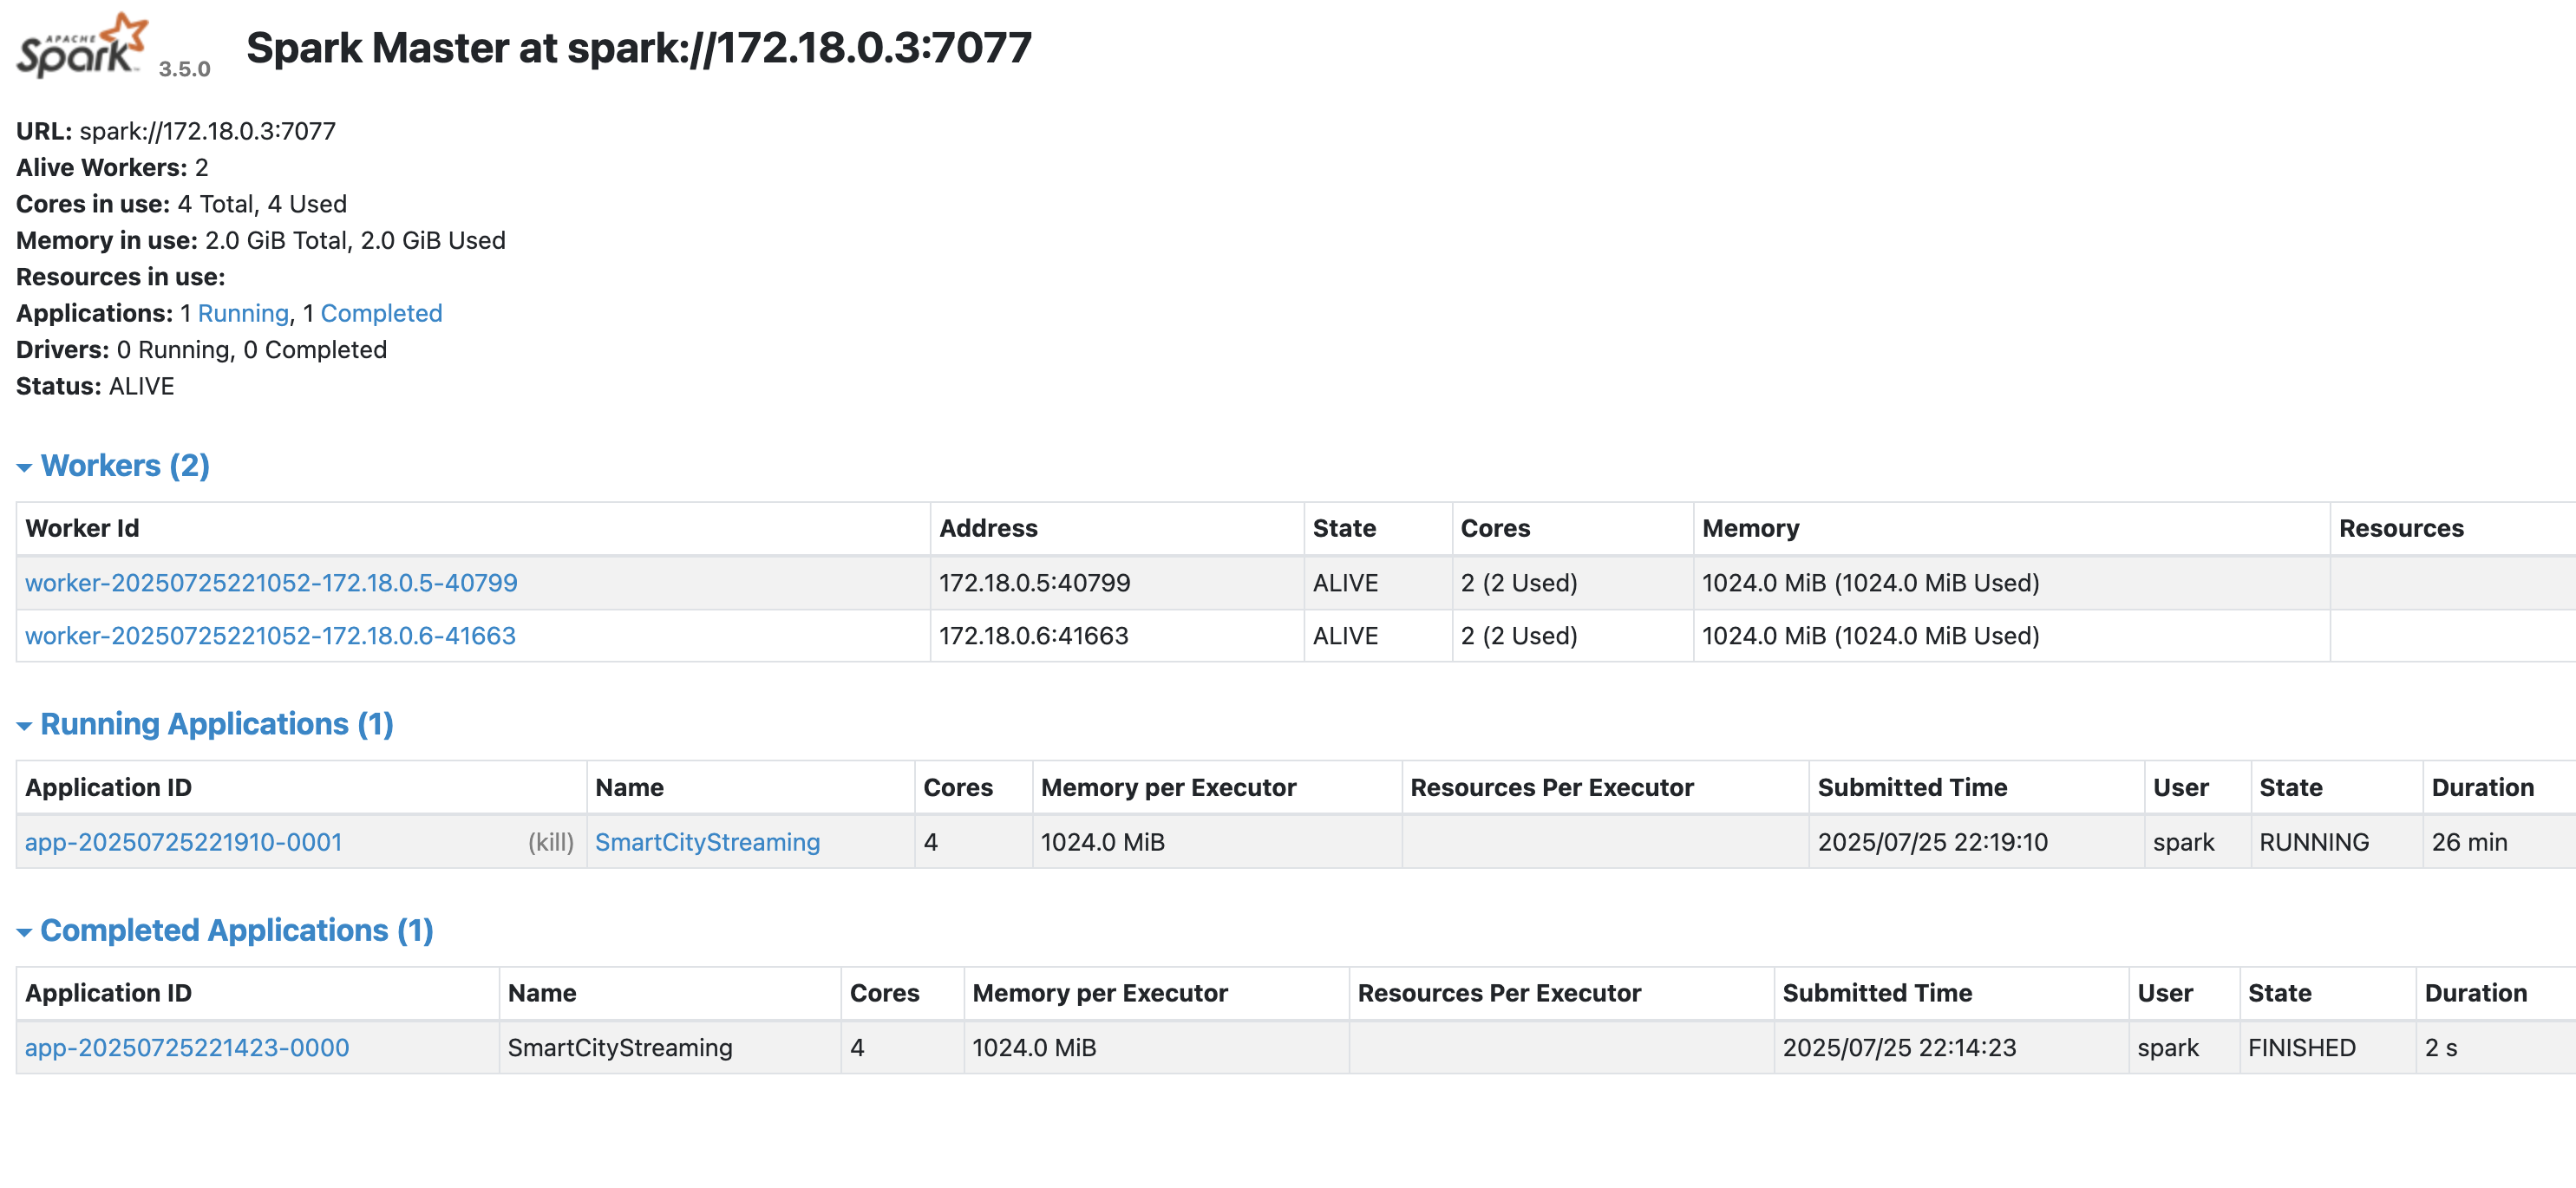 APACHE
Spark™ 3.5.0 Spark Master at spark://172.18.0.3:7077
URL: spark://172.18.0.3:7077
Alive Workers: 2
Cores in use: 4 Total, 4 Used
Memory in use: 2.0 GiB Total, 2.0 GiB Used
Resources in use:
Applications: 1 Running, 1 Completed
Drivers: 0 Running, 0 Completed
Status: ALIVE
Workers (2)
Worker Id Address State Cores Memory Resources
worker-20250725221052-172.18.0.5-40799 172.18.0.5:40799 ALIVE 2 (2 Used) 1024.0 MiB (1024.0 MiB Used)
worker-20250725221052-172.18.0.6-41663 172.18.0.6:41663 ALIVE 2 (2 Used) 1024.0 MiB (1024.0 MiB Used)
Running Applications (1)
Application ID Name Cores Memory per Executor Resources Per Executor Submitted Time User State Duration
app-20250725221910-0001 (kill) SmartCityStreaming 4 1024.0 MiB 2025/07/25 22:19:10 spark RUNNING 26 min
Completed Applications (1)
Application ID Name Cores Memory per Executor Resources Per Executor Submitted Time User State Duration
app-20250725221423-0000 SmartCityStreaming 4 1024.0 MiB 2025/07/25 22:14:23 spark FINISHED 2 s